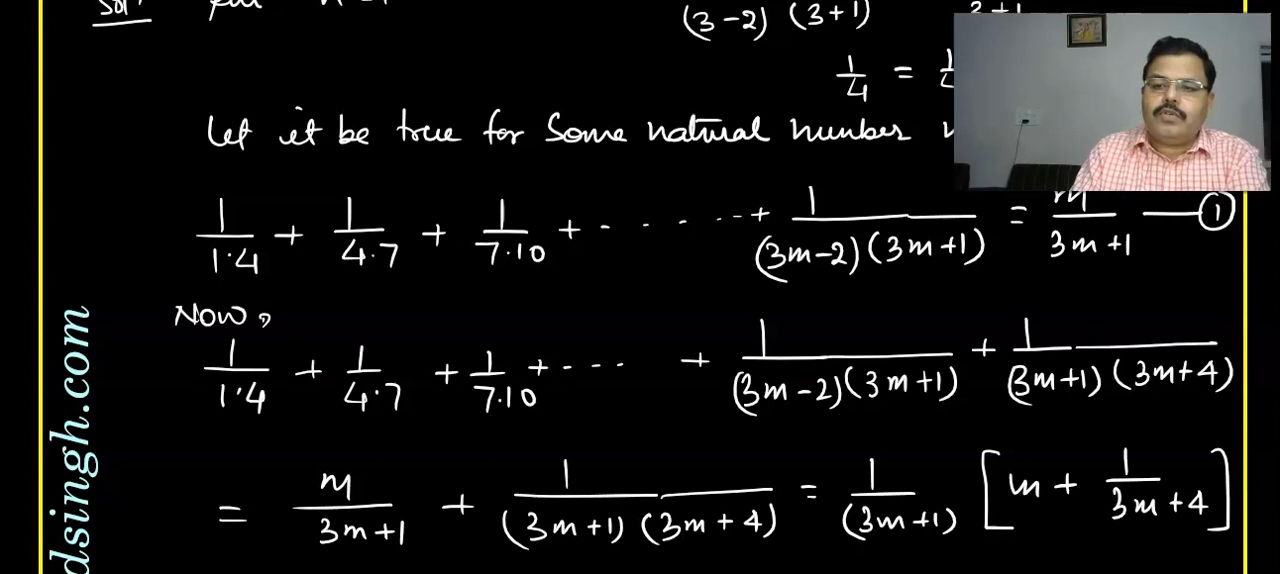 Sol:
(3-2) (3+1)
1/4 =
Let it be true for some natural number
1/1·4 + 1/4·7 + 1/7·10 + · · · · ··· + 1/(3m-2)(3m+1) = m/3m+1 —— ①
Now,
1/1·4 + 1/4·7 + 1/7·10 + ---- + 1/(3m-2)(3m+1) + 1/(3m+1)(3m+4)
= m/3m+1 + 1/(3m+1)(3m+4) = 1/(3m+1) [m + 1/3m+4]
dsingh.com